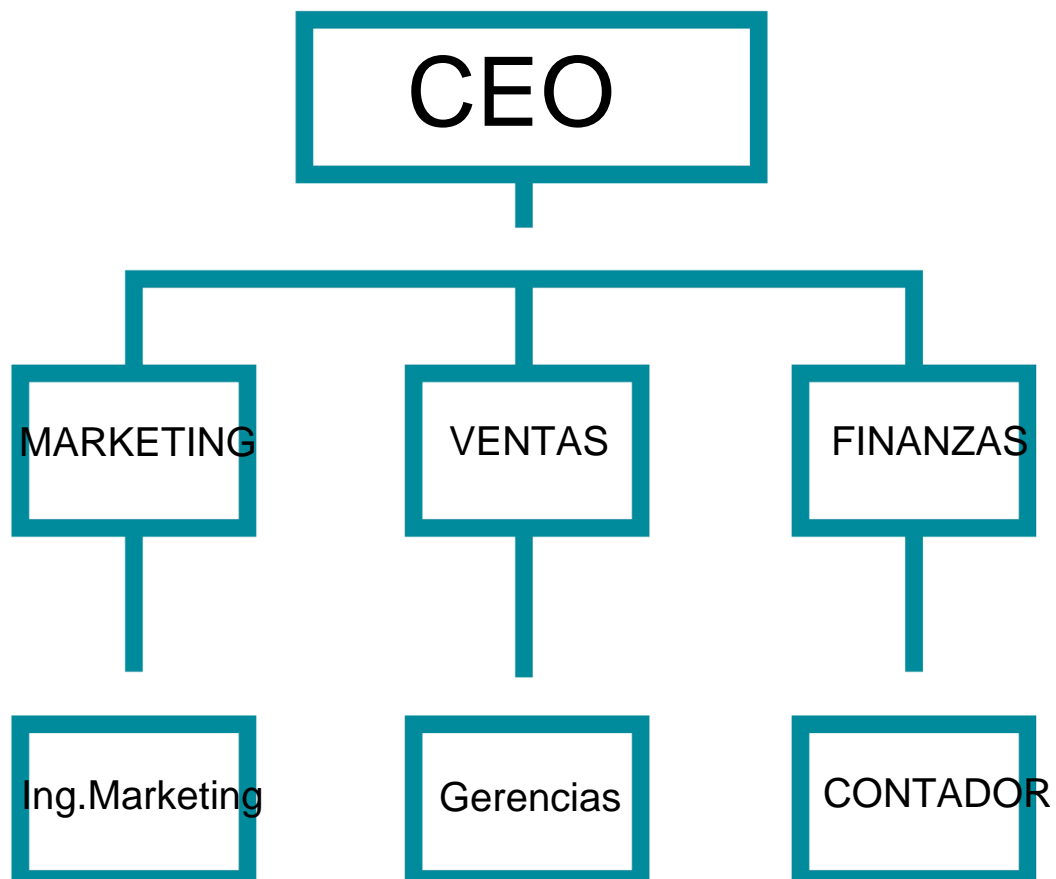 CEO
MARKETING
VENTAS
FINANZAS
Ing.Marketing
Gerencias
CONTADOR